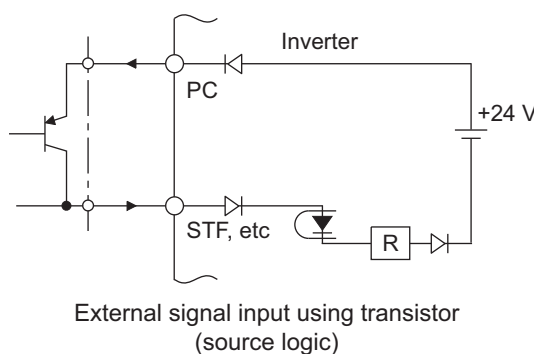 Inverter
PC
+24 V
STF, etc
R
External signal input using transistor
(source logic)